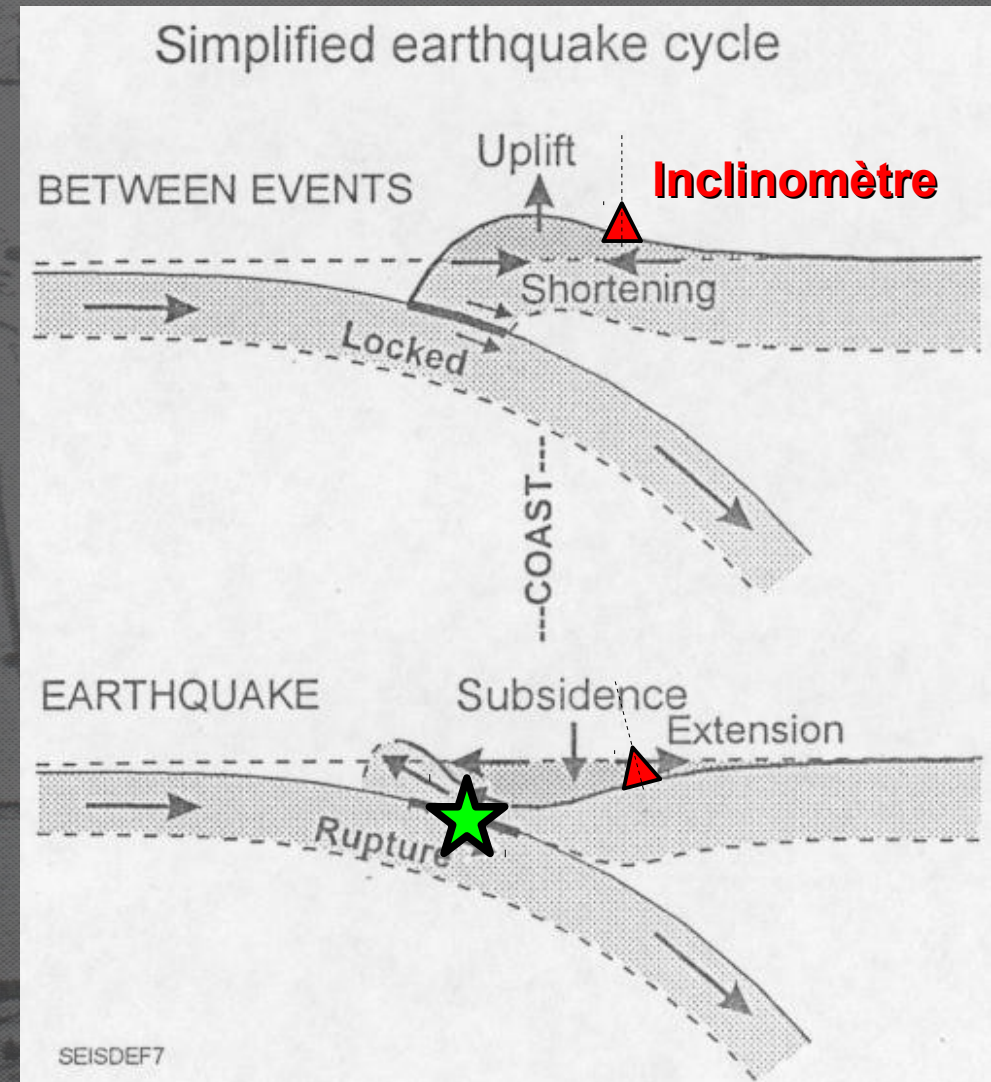 Simplified earthquake cycle
Uplift
Inclinomètre
BETWEEN EVENTS
Shortening
Locked
----COAST----
EARTHQUAKE
Subsidence
Extension
Rupture
SEISDEF7